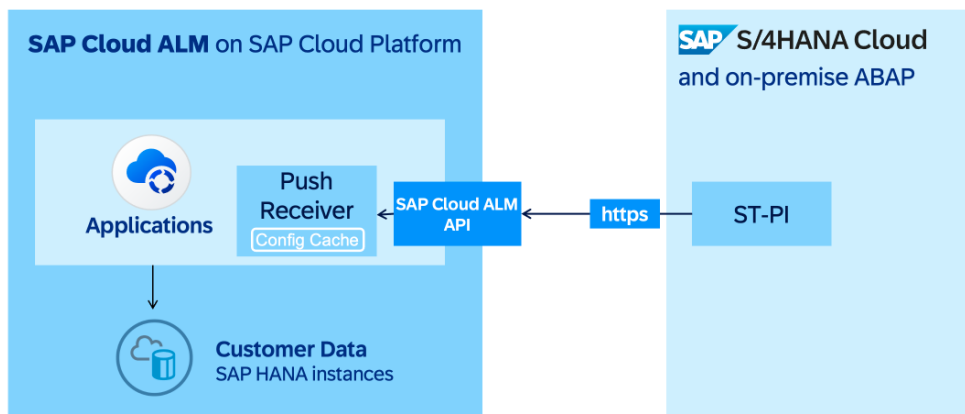 SAP Cloud ALM on SAP Cloud Platform
Applications
Push
Receiver
Config Cache
SAP Cloud ALM
API
https
Customer Data
SAP HANA instances
SAP S/4HANA Cloud
and on-premise ABAP
ST-PI